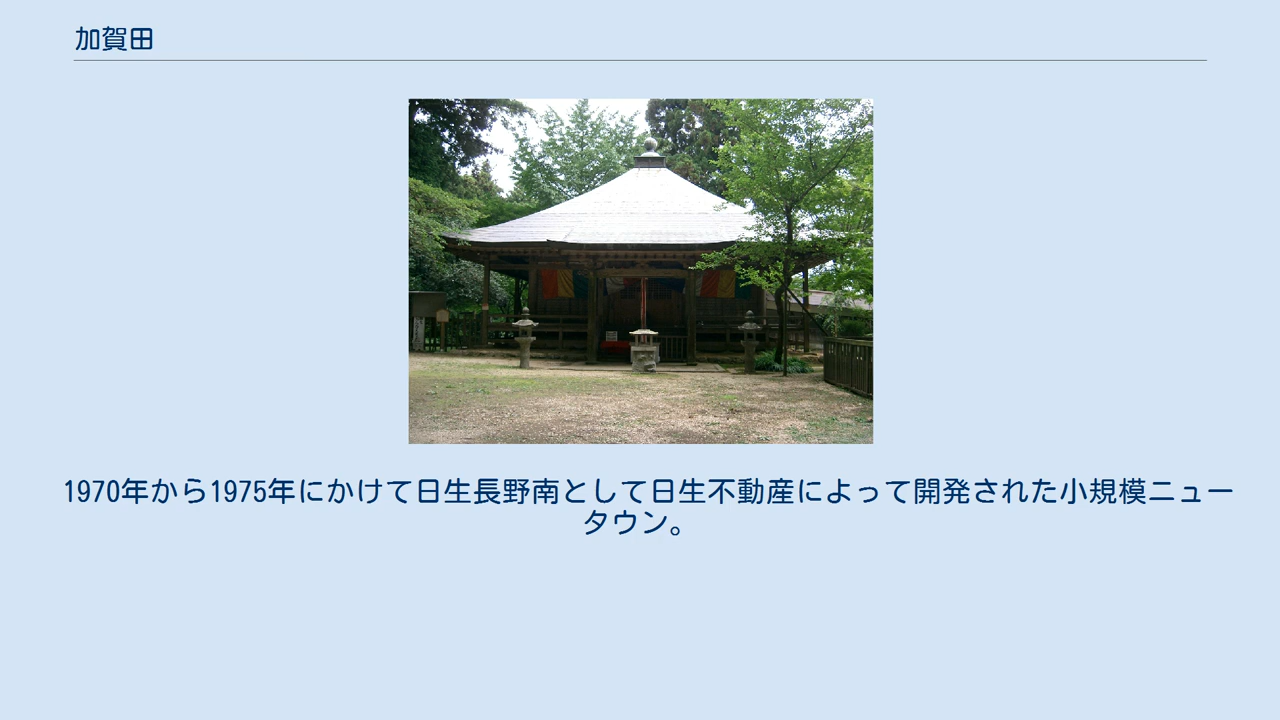 加賀田
1970年から1975年にかけて日生長野南として日生不動産によって開発された小規模ニュー
タウン。